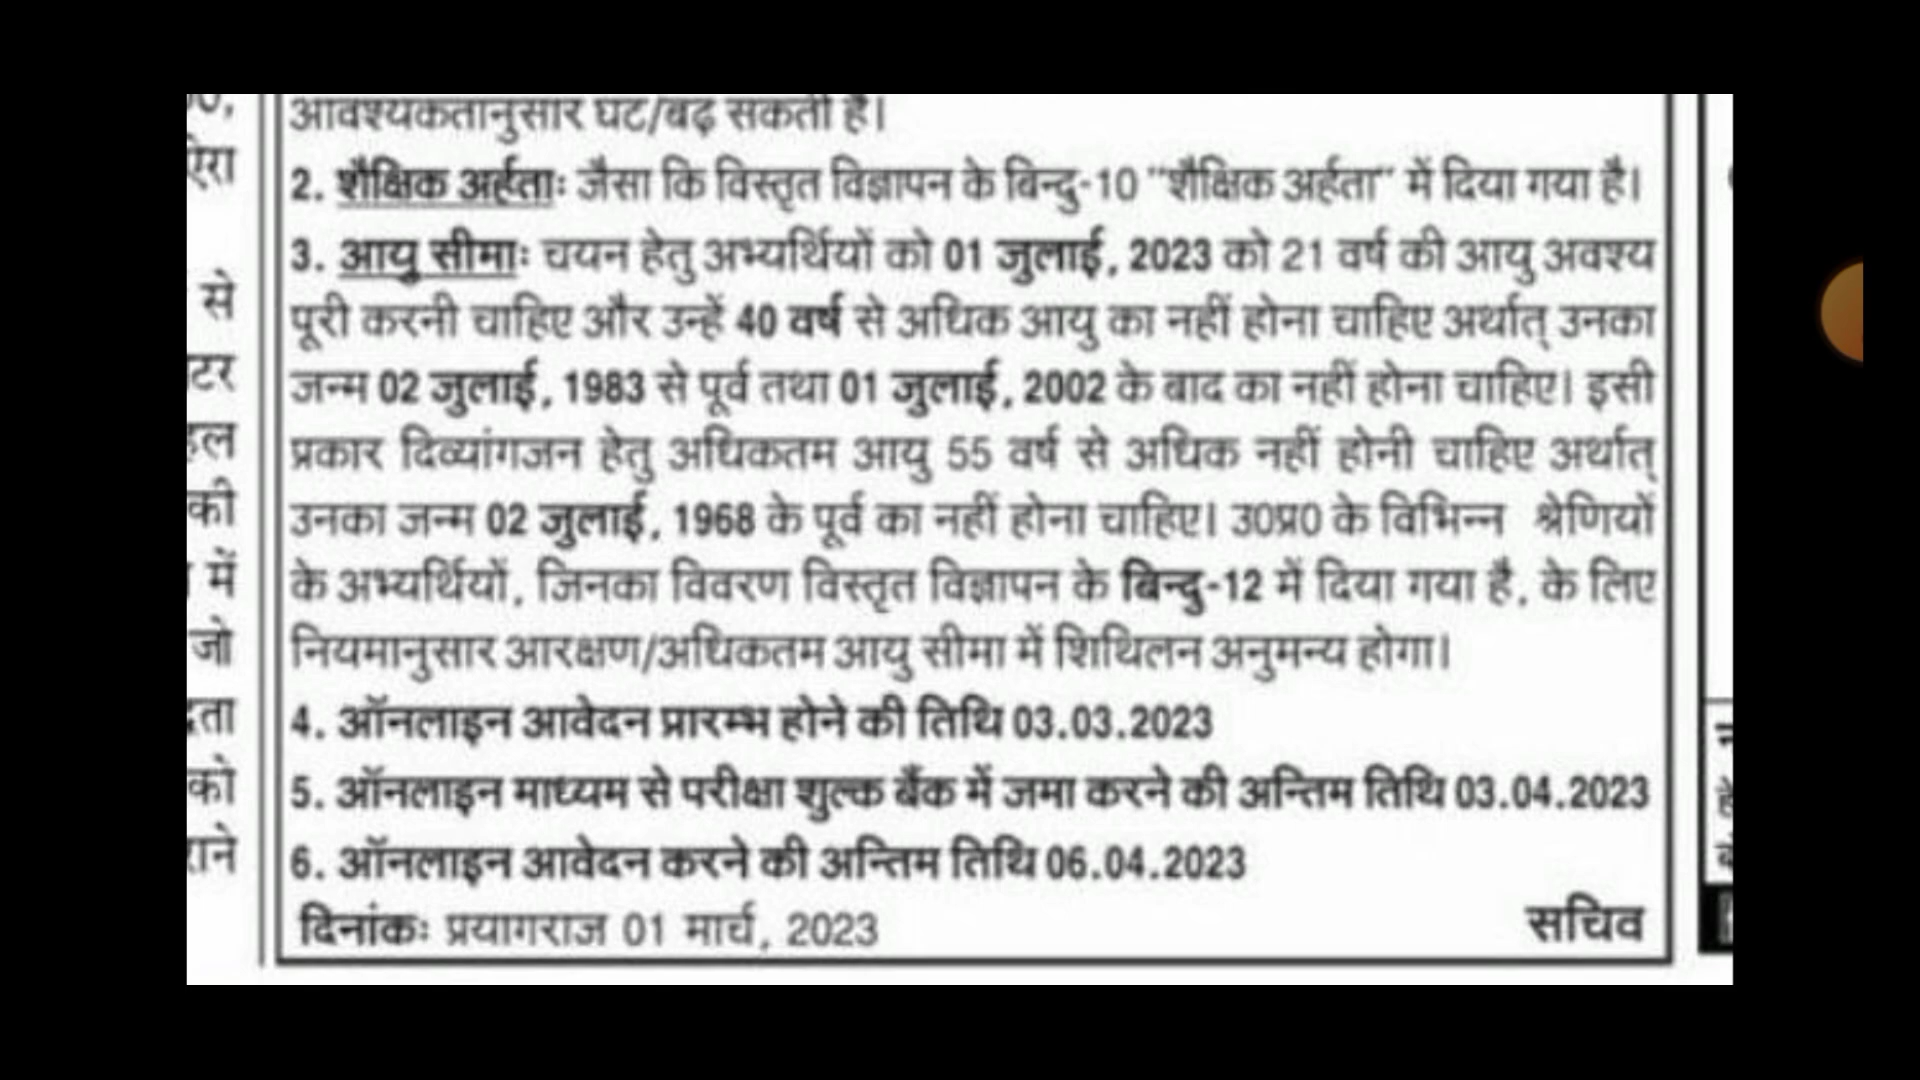 आवश्यकतानुसार घट/बढ़ सकती है।
2. शैक्षिक अर्हताः जैसा कि विस्तृत विज्ञापन के बिन्दु-10 "शैक्षिक अर्हता" में दिया गया है।
3. आयु सीमाः चयन हेतु अभ्यर्थियों को 01 जुलाई, 2023 को 21 वर्ष की आयु अवश्य
पूरी करनी चाहिए और उन्हें 40 वर्ष से अधिक आयु का नहीं होना चाहिए अर्थात् उनका
जन्म 02 जुलाई, 1983 से पूर्व तथा 01 जुलाई, 2002 के बाद का नहीं होना चाहिए। इसी
प्रकार दिव्यांगजन हेतु अधिकतम आयु 55 वर्ष से अधिक नहीं होनी चाहिए अर्थात्
उनका जन्म 02 जुलाई, 1968 के पूर्व का नहीं होना चाहिए। उ0प्र0 के विभिन्न श्रेणियों
के अभ्यर्थियों, जिनका विवरण विस्तृत विज्ञापन के बिन्दु-12 में दिया गया है, के लिए
नियमानुसार आरक्षण/अधिकतम आयु सीमा में शिथिलन अनुमन्य होगा।
4. ऑनलाइन आवेदन प्रारम्भ होने की तिथि 03.03.2023
5. ऑनलाइन माध्यम से परीक्षा शुल्क बैंक में जमा करने की अन्तिम तिथि 03.04.2023
6. ऑनलाइन आवेदन करने की अन्तिम तिथि 06.04.2023
दिनांकः प्रयागराज 01 मार्च, 2023 सचिव
से
की
में
जो
को